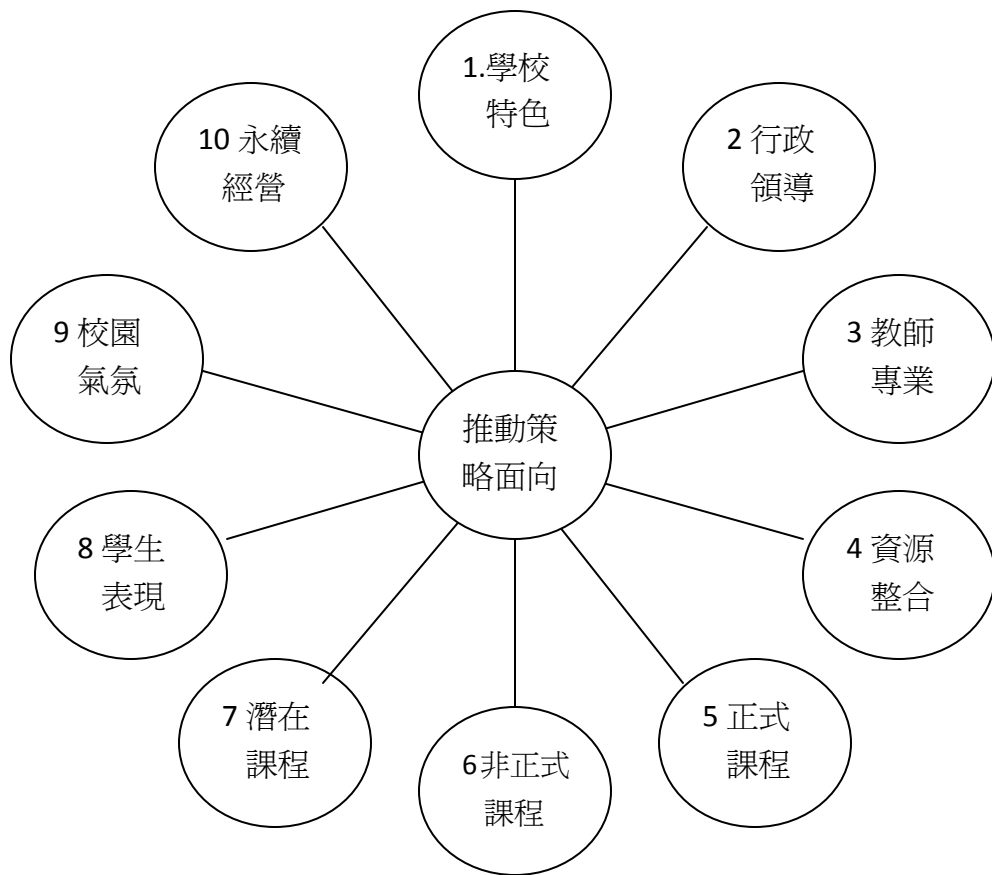 1.學校
特色
2 行政
領導
3 教師
專業
4 資源
整合
5 正式
課程
6非正式
課程
7 潛在
課程
8 學生
表現
9 校園
氣氛
10 永續
經營
推動策
略面向